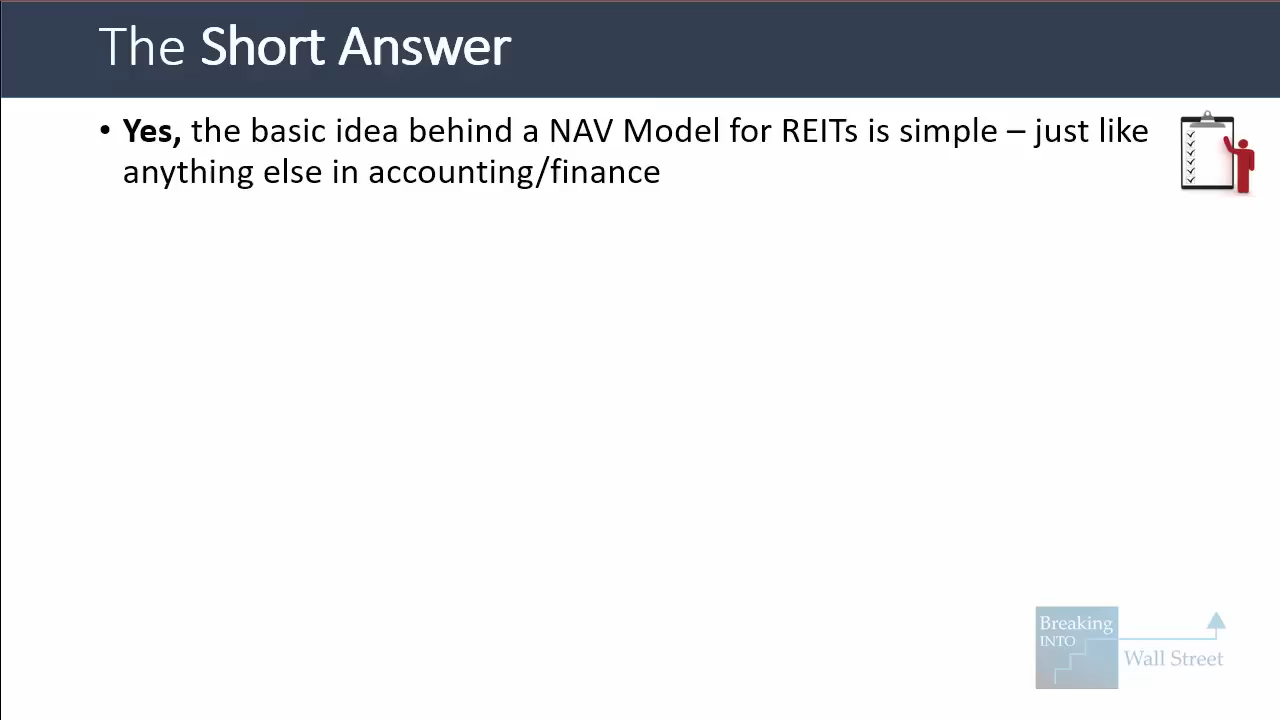 The Short Answer
• Yes, the basic idea behind a NAV Model for REITs is simple – just like
anything else in accounting/finance
Breaking
INTO
Wall Street